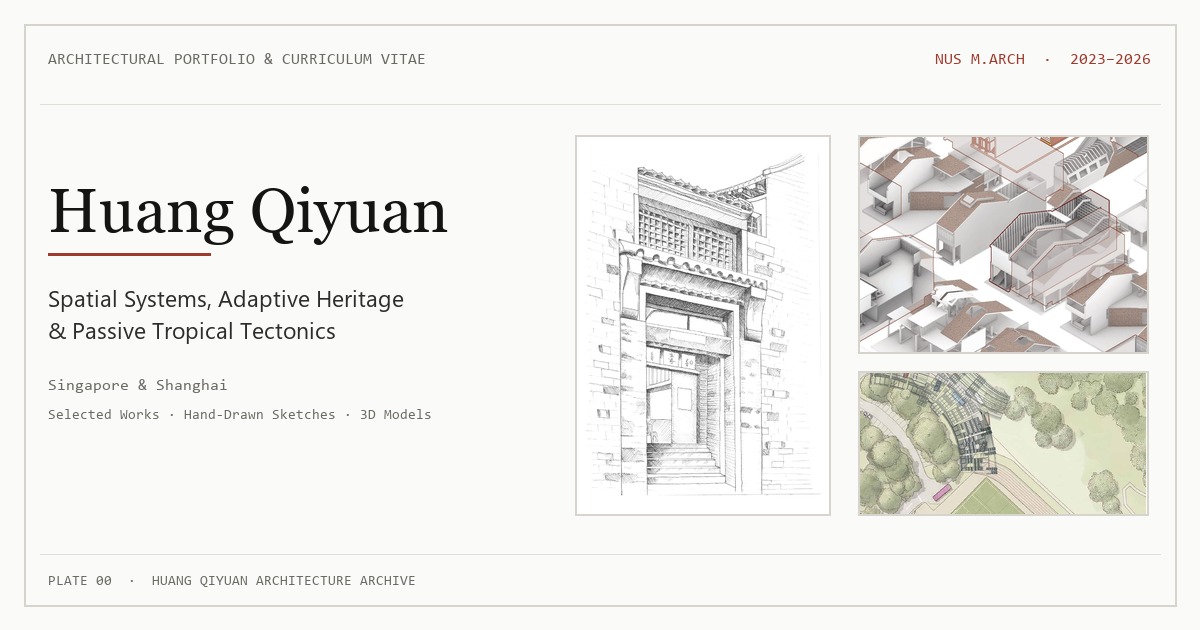 ARCHITECTURAL PORTFOLIO & CURRICULUM VITAE
NUS M.ARCH · 2023–2026
Huang Qiyuan
Spatial Systems, Adaptive Heritage
& Passive Tropical Tectonics
Singapore & Shanghai
Selected Works · Hand-Drawn Sketches · 3D Models
PLATE 00 · HUANG QIYUAN ARCHITECTURE ARCHIVE